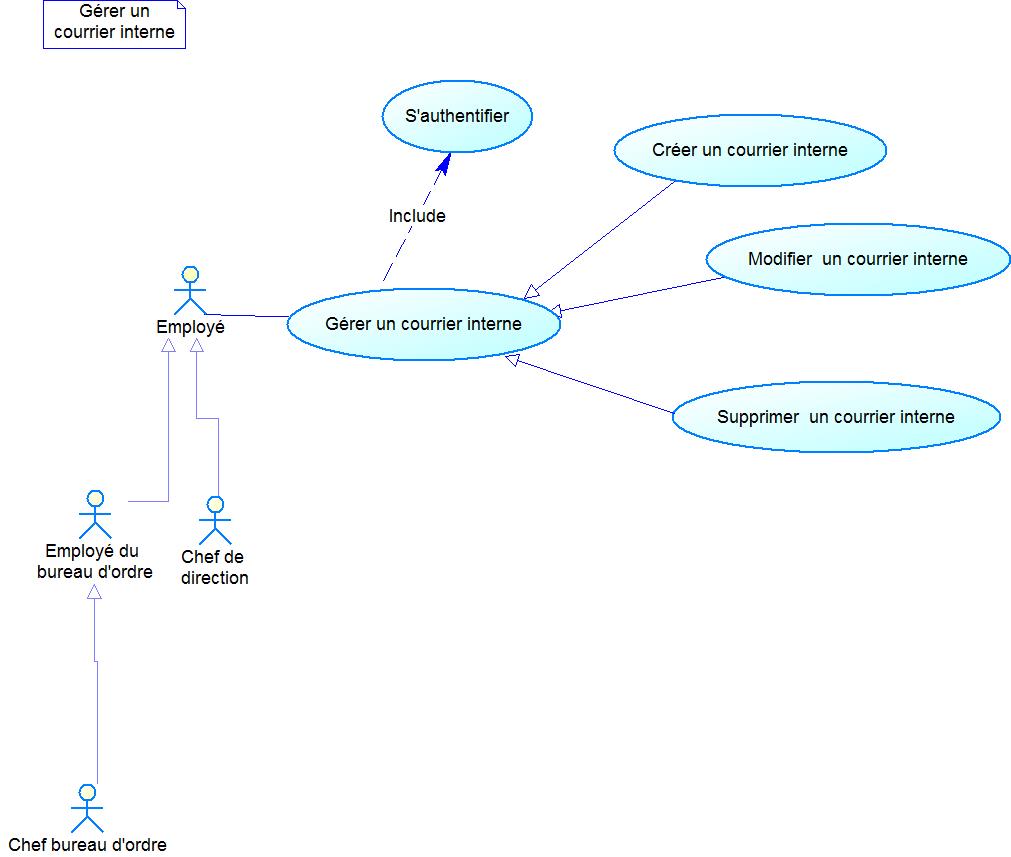 Gérer un
courrier interne
S'authentifier
Créer un courrier interne
Include
Modifier  un courrier interne
Employé
Gérer un courrier interne
Supprimer  un courrier interne
Employé du
bureau d'ordre
Chef de
direction
Chef bureau d'ordre